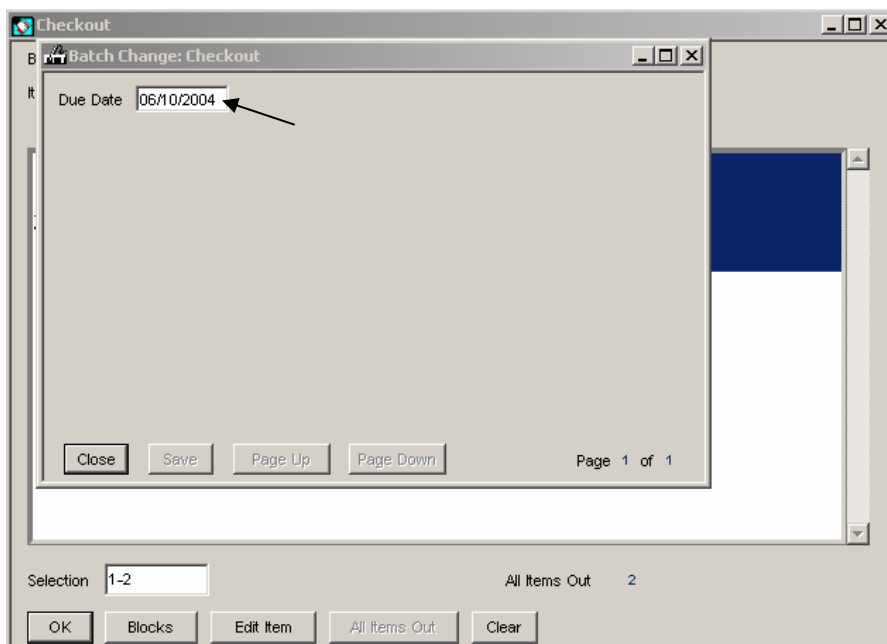 Checkout
B
Batch Change: Checkout
It
Due Date 06/10/2004
Close Save Page Up Page Down Page 1 of 1
Selection 1-2 All Items Out 2
OK Blocks Edit Item All Items Out Clear